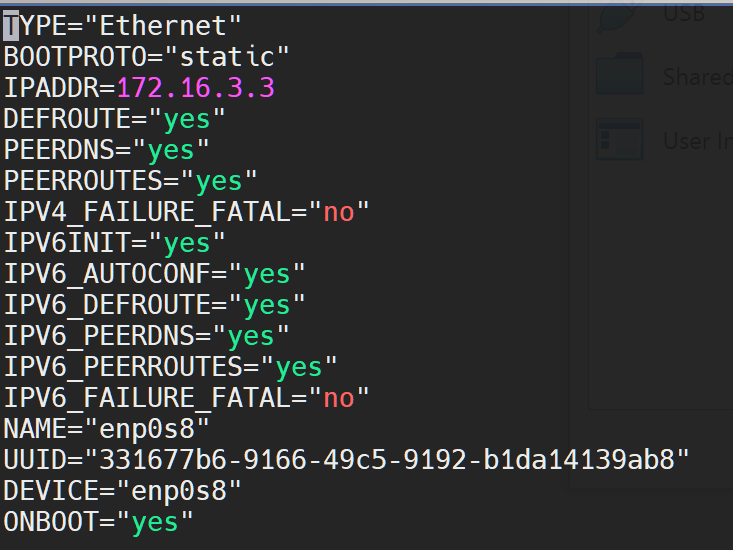 TYPE="Ethernet"
BOOTPROTO="static"
IPADDR=172.16.3.3
DEFROUTE="yes"
PEERDNS="yes"
PEERROUTES="yes"
IPV4_FAILURE_FATAL="no"
IPV6INIT="yes"
IPV6_AUTOCONF="yes"
IPV6_DEFROUTE="yes"
IPV6_PEERDNS="yes"
IPV6_PEERROUTES="yes"
IPV6_FAILURE_FATAL="no"
NAME="enp0s8"
UUID="331677b6-9166-49c5-9192-b1da14139ab8"
DEVICE="enp0s8"
ONBOOT="yes"
USB
Shared
User In